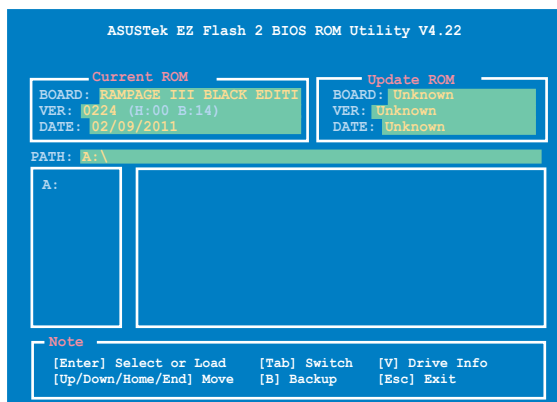 ASUSTek EZ Flash 2 BIOS ROM Utility V4.22
Current ROM
BOARD: RAMPAGE III BLACK EDITI
VER: 0224 (H:00 B:14)
DATE: 02/09/2011
Update ROM
BOARD: Unknown
VER: Unknown
DATE: Unknown
PATH: A:\
A:
Note
[Enter] Select or Load [Tab] Switch [V] Drive Info
[Up/Down/Home/End] Move [B] Backup [Esc] Exit